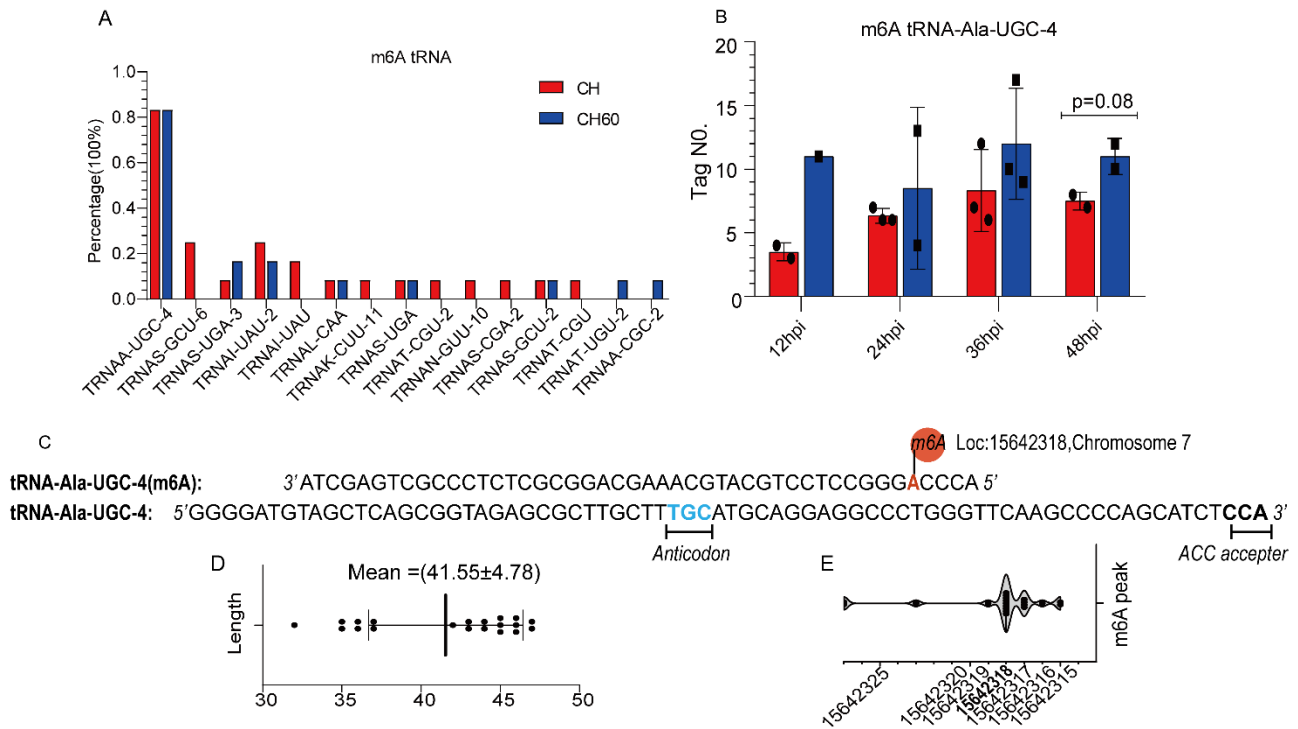 A
m6A tRNA
Percentage(100%)
1.0
0.8
0.6
0.4
0.2
0.0
CH
CH60
TRNAA-UGC-4
TRNAS-GCU-6
TRNAS-UGA-3
TRNAI-UAU-2
TRNAI-UAU
TRNAL-CAA
TRNAK-CUU-11
TRNAS-UGA
TRNAT-CGU-2
TRNAN-GUU-10
TRNAS-CGA-2
TRNAS-GCU-2
TRNAT-CGU
TRNAT-UGU-2
TRNAA-CGC-2
B
m6A tRNA-Ala-UGC-4
Tag N0.
20
15
10
5
0
p=0.08
12hpi
24hpi
36hpi
48hpi
C
m6A Loc:15642318,Chromosome 7
tRNA-Ala-UGC-4(m6A): 3'ATCGAGTCGCCCTCTCGCGGACGAAACGTACGTCCTCCGGGACCCA 5'
tRNA-Ala-UGC-4: 5'GGGGATGTAGCTCAGCGGTAGAGCGCTTGCTTTGCATGCAGGAGGCCCTGGGTTCAAGCCCCAGCATCTCCA 3'
Anticodon
ACC accepter
D
Mean =(41.55±4.78)
Length
30
35
40
45
50
E
m6A peak
15642325
15642320
15642319
15642318
15642317
15642316
15642315